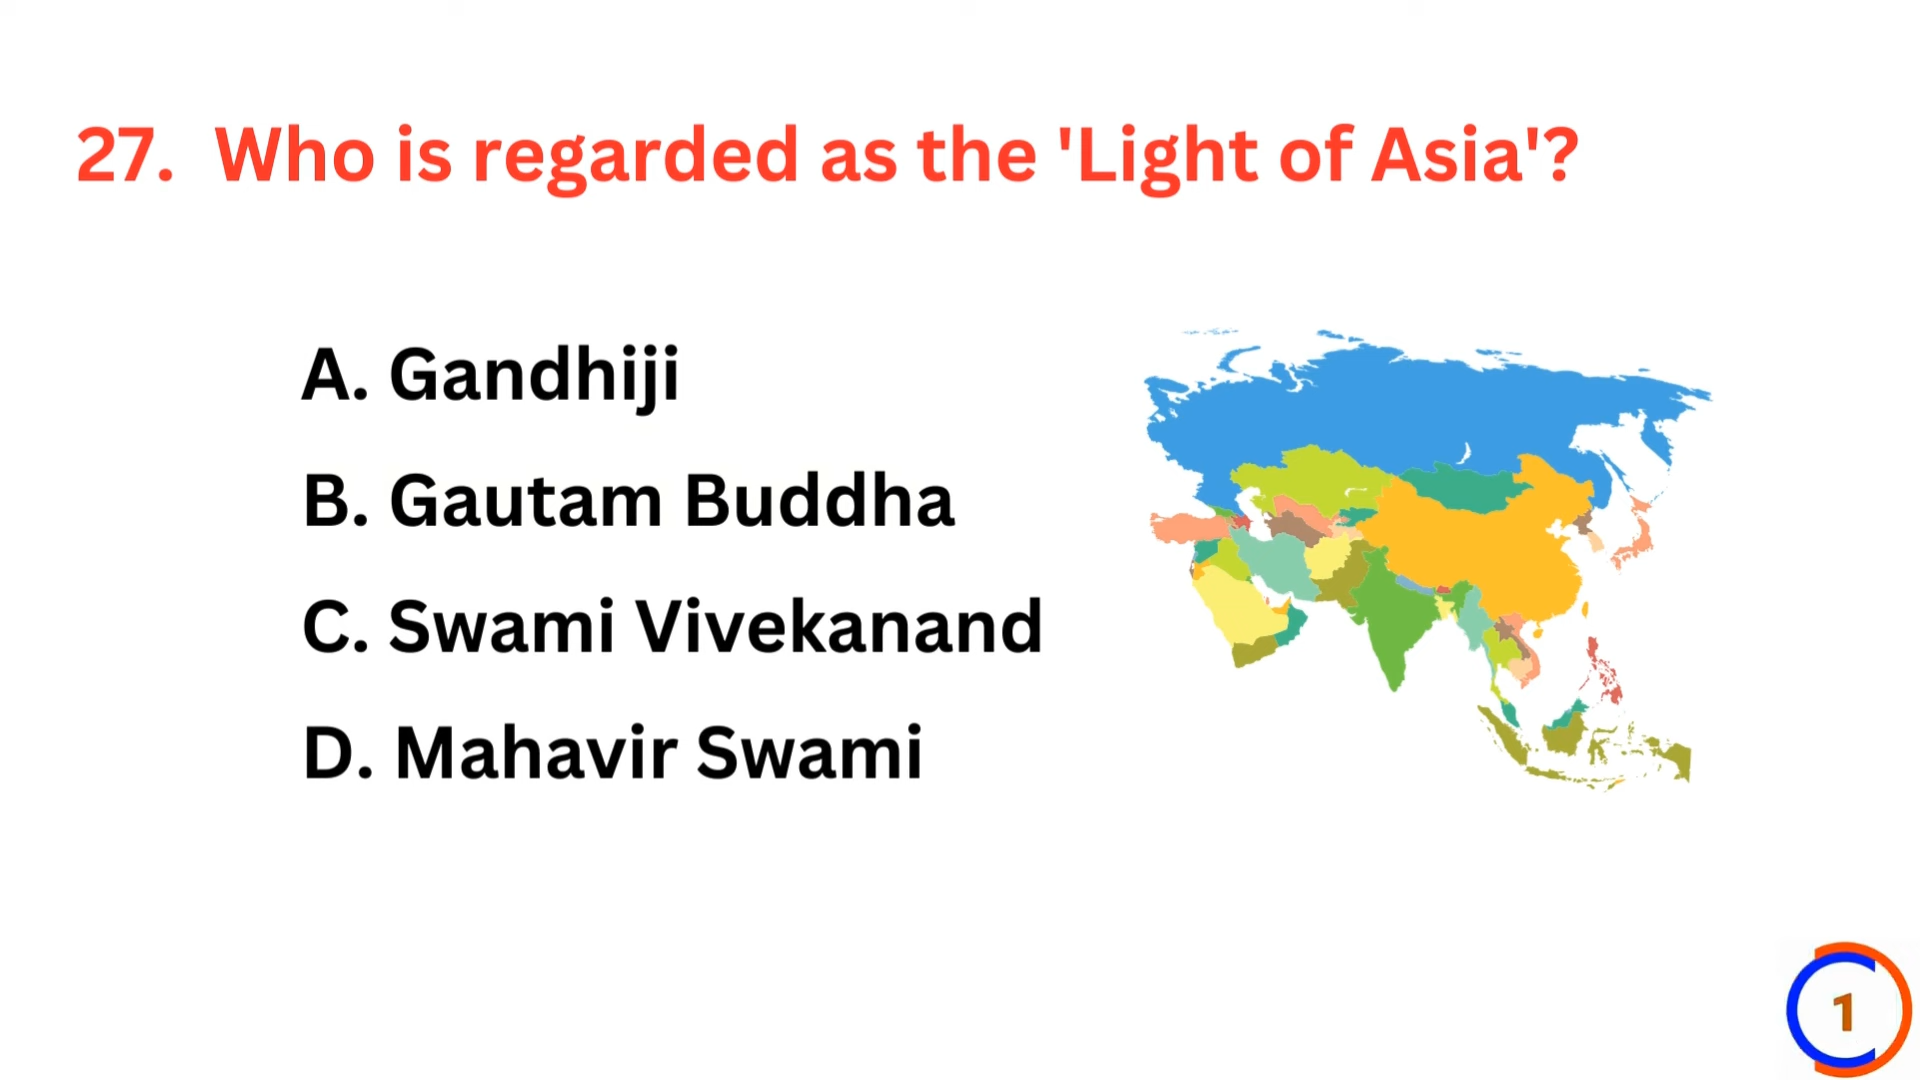 27. Who is regarded as the 'Light of Asia'?
A. Gandhiji
B. Gautam Buddha
C. Swami Vivekanand
D. Mahavir Swami
1